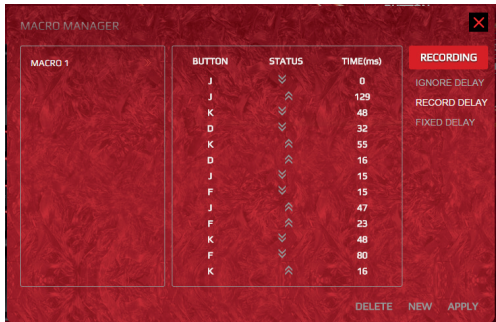 MACRO MANAGER
MACRO 1
BUTTON STATUS TIME(ms)
J 0
J 129
K 48
D 32
K 55
D 16
J 15
F 15
J 47
F 23
K 48
F 80
K 16
RECORDING
IGNORE DELAY
RECORD DELAY
FIXED DELAY
DELETE NEW APPLY